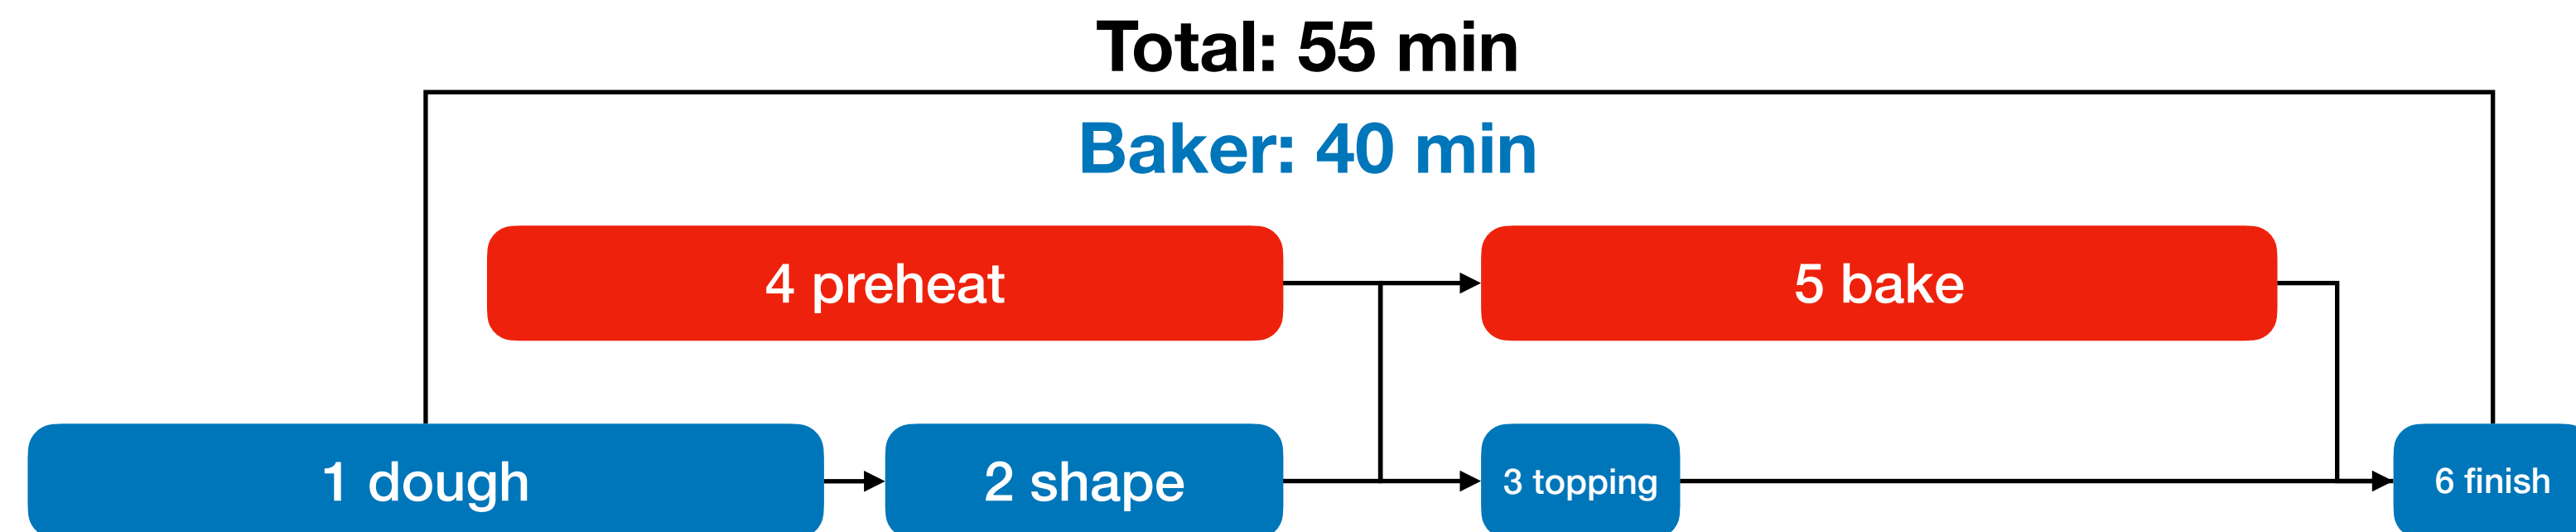 Total: 55 min
Baker: 40 min
4 preheat
5 bake
1 dough
2 shape
3 topping
6 finish